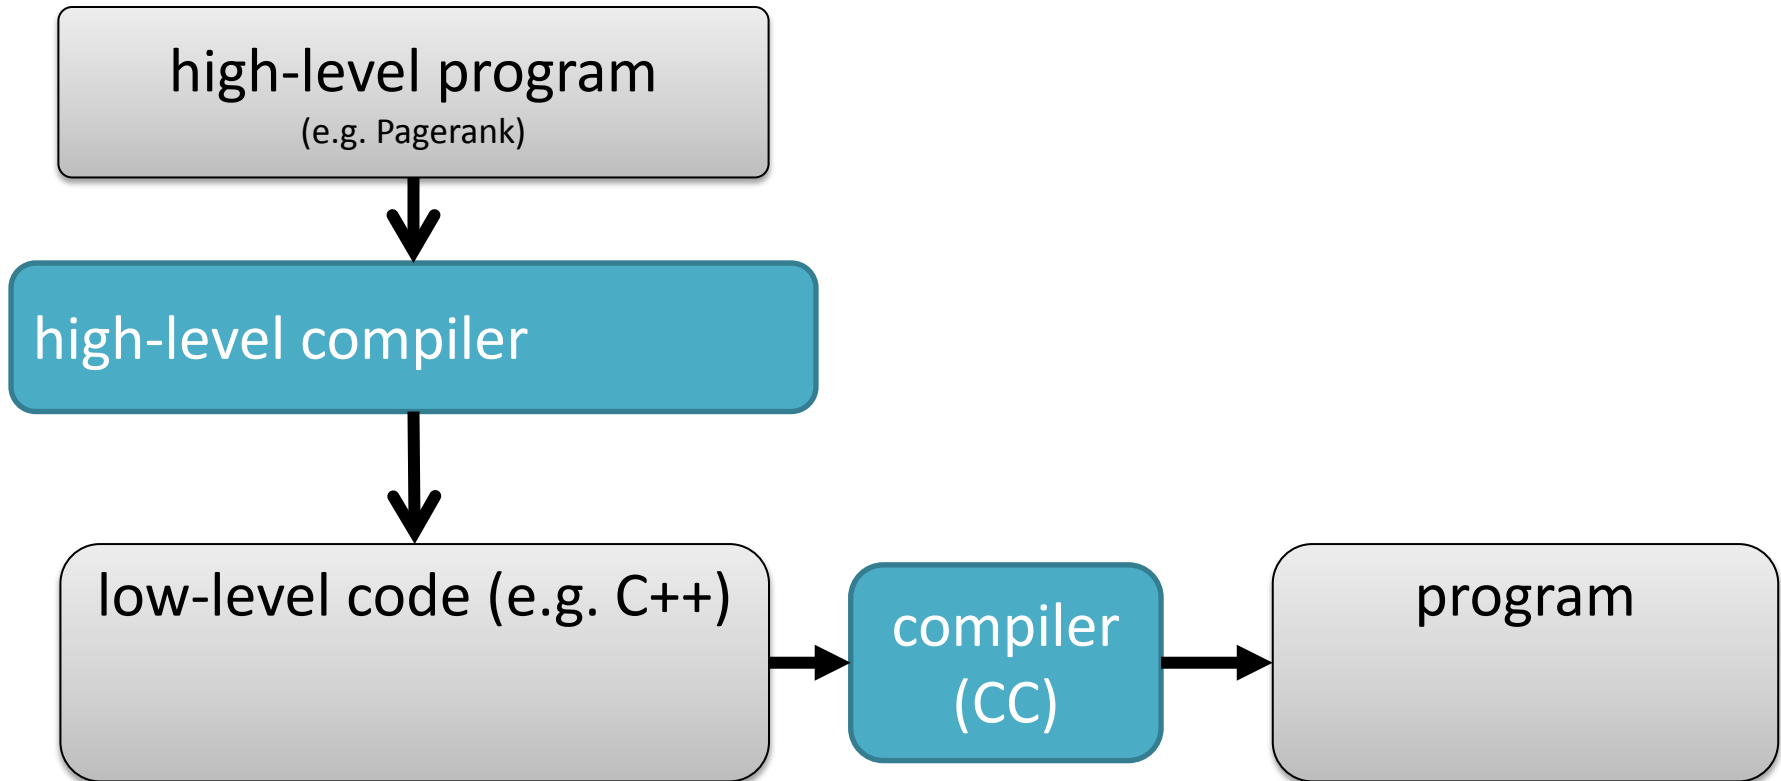 high-level program
(e.g. Pagerank)
high-level compiler
low-level code (e.g. C++)
compiler
(CC)
program